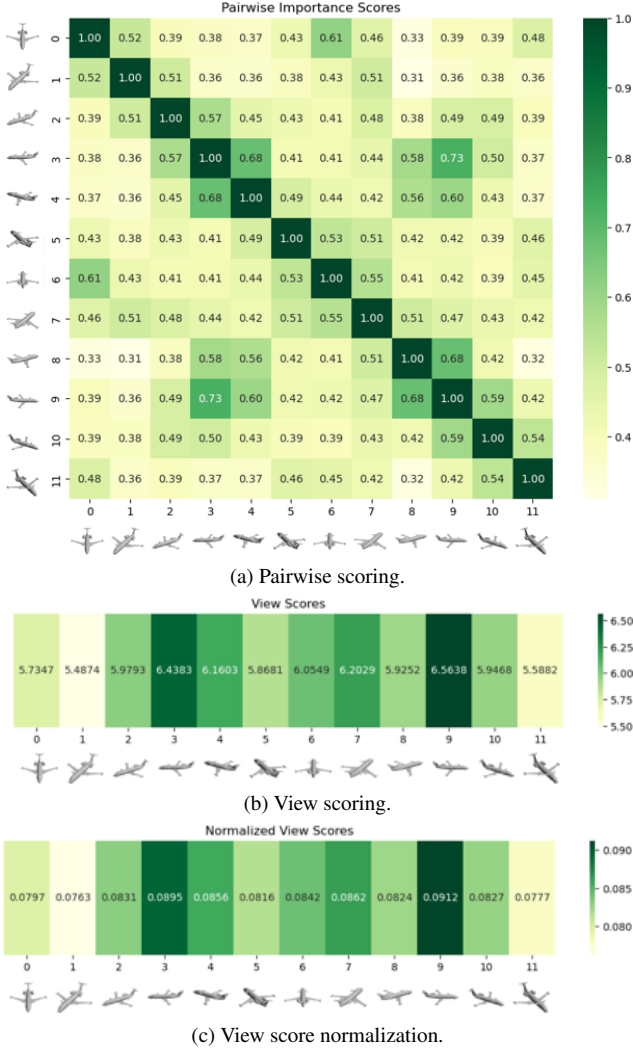 Pairwise Importance Scores
0 1.00 0.52 0.39 0.38 0.37 0.43 0.61 0.46 0.33 0.39 0.39 0.48
1 0.52 1.00 0.51 0.36 0.36 0.38 0.43 0.51 0.31 0.36 0.38 0.36
2 0.39 0.51 1.00 0.57 0.45 0.43 0.41 0.48 0.38 0.49 0.49 0.39
3 0.38 0.36 0.57 1.00 0.68 0.41 0.41 0.44 0.58 0.73 0.50 0.37
4 0.37 0.36 0.45 0.68 1.00 0.49 0.44 0.42 0.56 0.60 0.43 0.37
5 0.43 0.38 0.43 0.41 0.49 1.00 0.53 0.51 0.42 0.42 0.39 0.46
6 0.61 0.43 0.41 0.41 0.44 0.53 1.00 0.55 0.41 0.42 0.39 0.45
7 0.46 0.51 0.48 0.44 0.42 0.51 0.55 1.00 0.51 0.47 0.43 0.42
8 0.33 0.31 0.38 0.58 0.56 0.42 0.41 0.51 1.00 0.68 0.42 0.32
9 0.39 0.36 0.49 0.73 0.60 0.42 0.42 0.47 0.68 1.00 0.59 0.42
10 0.39 0.38 0.49 0.50 0.43 0.39 0.39 0.43 0.42 0.59 1.00 0.54
11 0.48 0.36 0.39 0.37 0.37 0.46 0.45 0.42 0.32 0.42 0.54 1.00
0 1 2 3 4 5 6 7 8 9 10 11
1.0
0.9
0.8
0.7
0.6
0.5
0.4
(a) Pairwise scoring.
View Scores
5.7347 5.4874 5.9793 6.4383 6.1603 5.8681 6.0549 6.2029 5.9252 6.5638 5.9468 5.5882
0 1 2 3 4 5 6 7 8 9 10 11
6.50
6.25
6.00
5.75
5.50
(b) View scoring.
Normalized View Scores
0.0797 0.0763 0.0831 0.0895 0.0856 0.0816 0.0842 0.0862 0.0824 0.0912 0.0827 0.0777
0 1 2 3 4 5 6 7 8 9 10 11
0.090
0.085
0.080
(c) View score normalization.